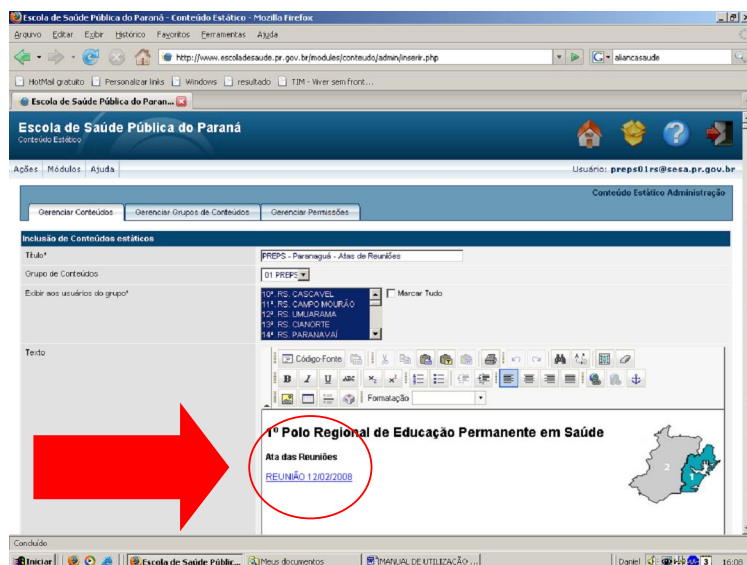 Escola de Saúde Pública do Paraná - Conteúdo Estático - Mozilla Firefox
Arquivo Editar Exibir Histórico Favoritos Ferramentas Ajuda
http://www.escoladesaude.pr.gov.br/modules/conteudo/admin/inserir.php
aliancasaude
HotMail gratuito Personalizar links Windows resultado TIM - Viver sem front...
Escola de Saúde Pública do Paran...
Escola de Saúde Pública do Paraná
Conteúdo Estático
Ações Módulos Ajuda
Usuário: preps01rs@sesa.pr.gov.br
Conteúdo Estático Administração
Gerenciar Conteúdos Gerenciar Grupos de Conteúdos Gerenciar Permissões
Inclusão de Conteúdos estáticos
Título* PREPS - Paranaguá - Atas de Reuniões
Grupo de Conteúdos 01 PREPS
Exibir aos usuários do grupo*
10ª. RS. CASCAVEL Marcar Tudo
11ª. RS. CAMPO MOURÃO
12ª. RS. UMUARAMA
13ª. RS. CIANORTE
14ª. RS. PARANAVAÍ
Texto
Código-Fonte
B I U ABC x₂ x²
Formatação
1º Polo Regional de Educação Permanente em Saúde
Ata das Reuniões
REUNIÃO 12/02/2008
2
1
Concluído
Iniciar Escola de Saúde Públic... Meus documentos MANUAL DE UTILIZAÇÃO ... Daniel 3 16:08